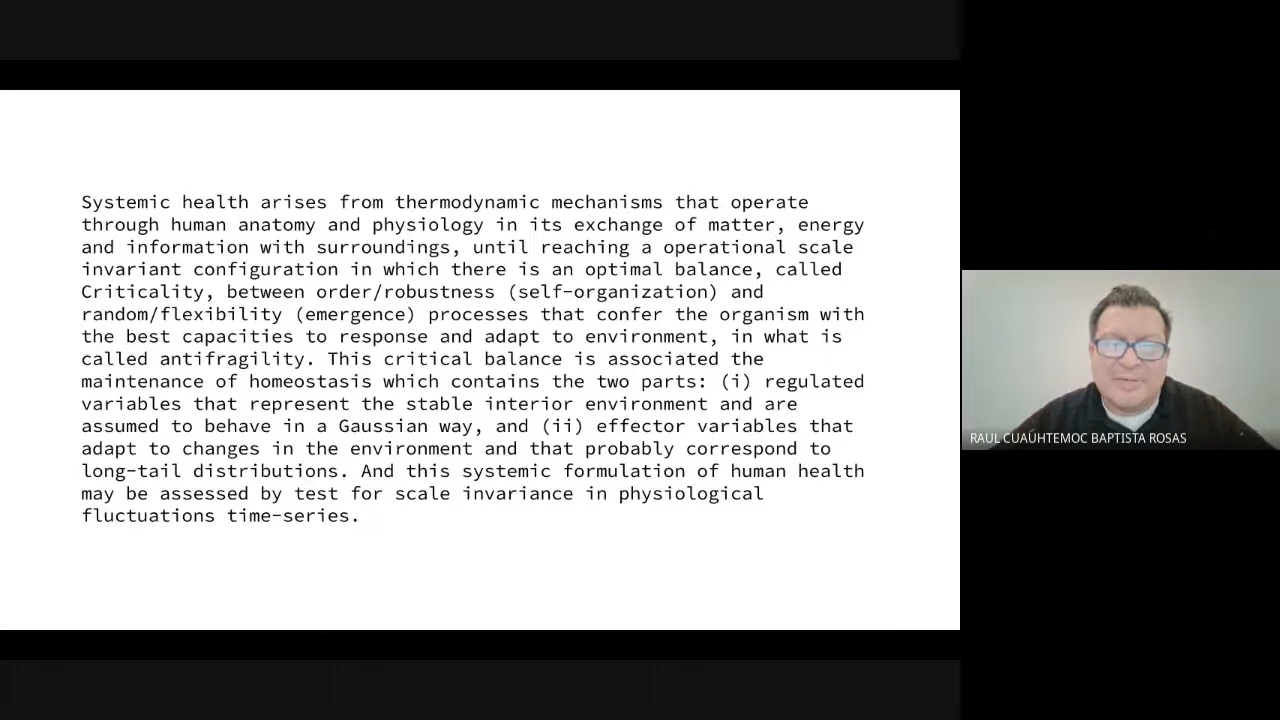 Systemic health arises from thermodynamic mechanisms that operate
through human anatomy and physiology in its exchange of matter, energy
and information with surroundings, until reaching a operational scale
invariant configuration in which there is an optimal balance, called
Criticality, between order/robustness (self-organization) and
random/flexibility (emergence) processes that confer the organism with
the best capacities to response and adapt to environment, in what is
called antifragility. This critical balance is associated the
maintenance of homeostasis which contains the two parts: (i) regulated
variables that represent the stable interior environment and are
assumed to behave in a Gaussian way, and (ii) effector variables that
adapt to changes in the environment and that probably correspond to
long-tail distributions. And this systemic formulation of human health
may be assessed by test for scale invariance in physiological
fluctuations time-series.
RAUL CUAUHTEMOC BAPTISTA ROSAS